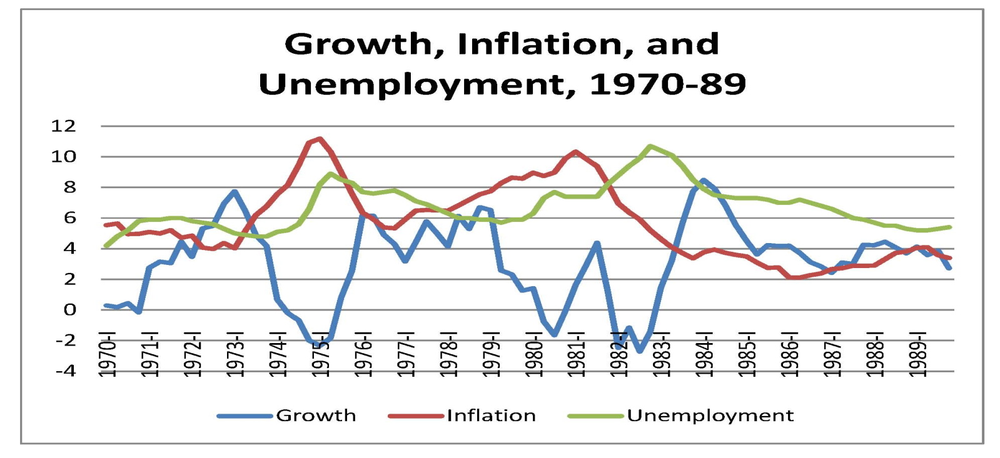 Growth, Inflation, and
Unemployment, 1970-89
12
10
8
6
4
2
0
-2
-4
1970-I
1971-I
1972-I
1973-I
1974-I
1975-I
1976-I
1977-I
1978-I
1979-I
1980-I
1981-I
1982-I
1983-I
1984-I
1985-I
1986-I
1987-I
1988-I
1989-I
Growth Inflation Unemployment